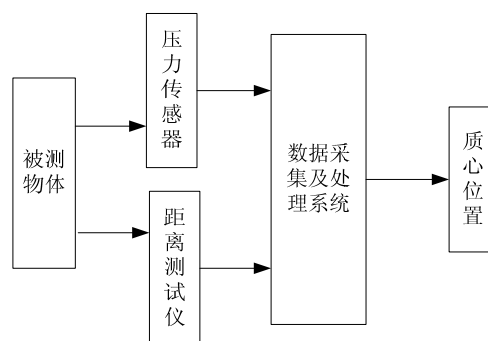 被测
物体
压
力
传
感
器
距
离
测
试
仪
数据采
集及处
理系统
质
心
位
置